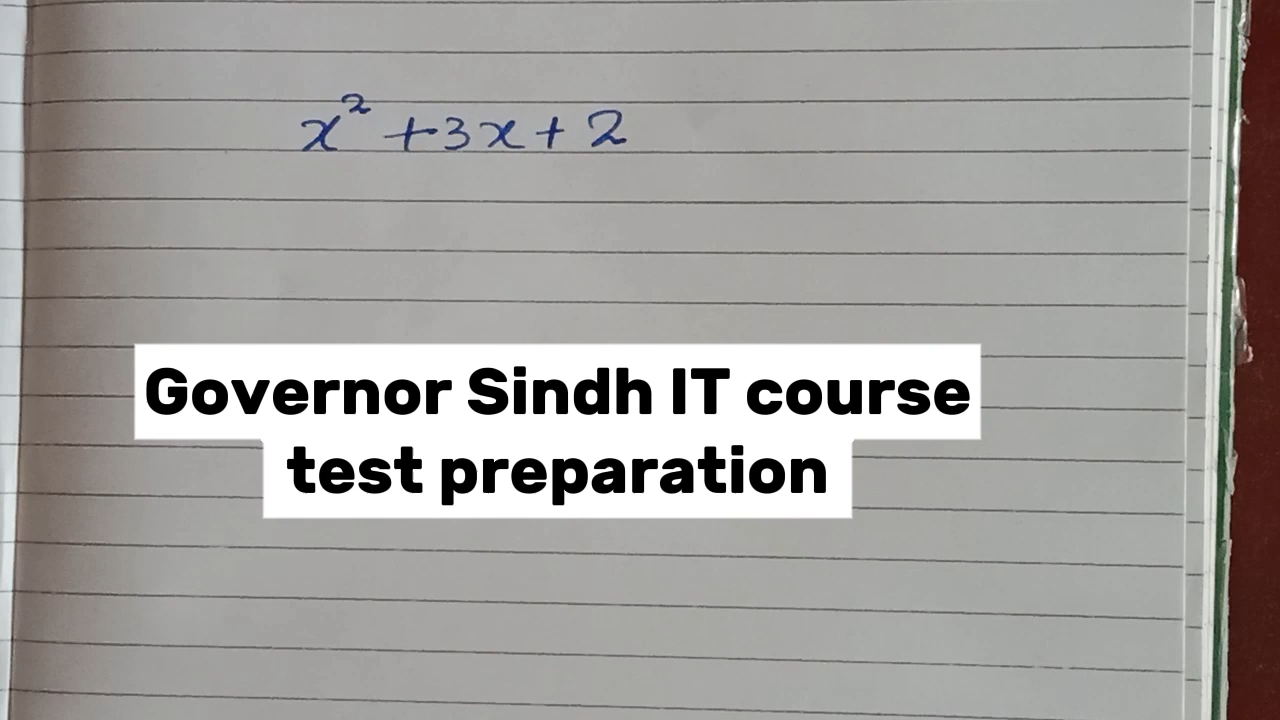 x² + 3x + 2
Governor Sindh IT course
test preparation